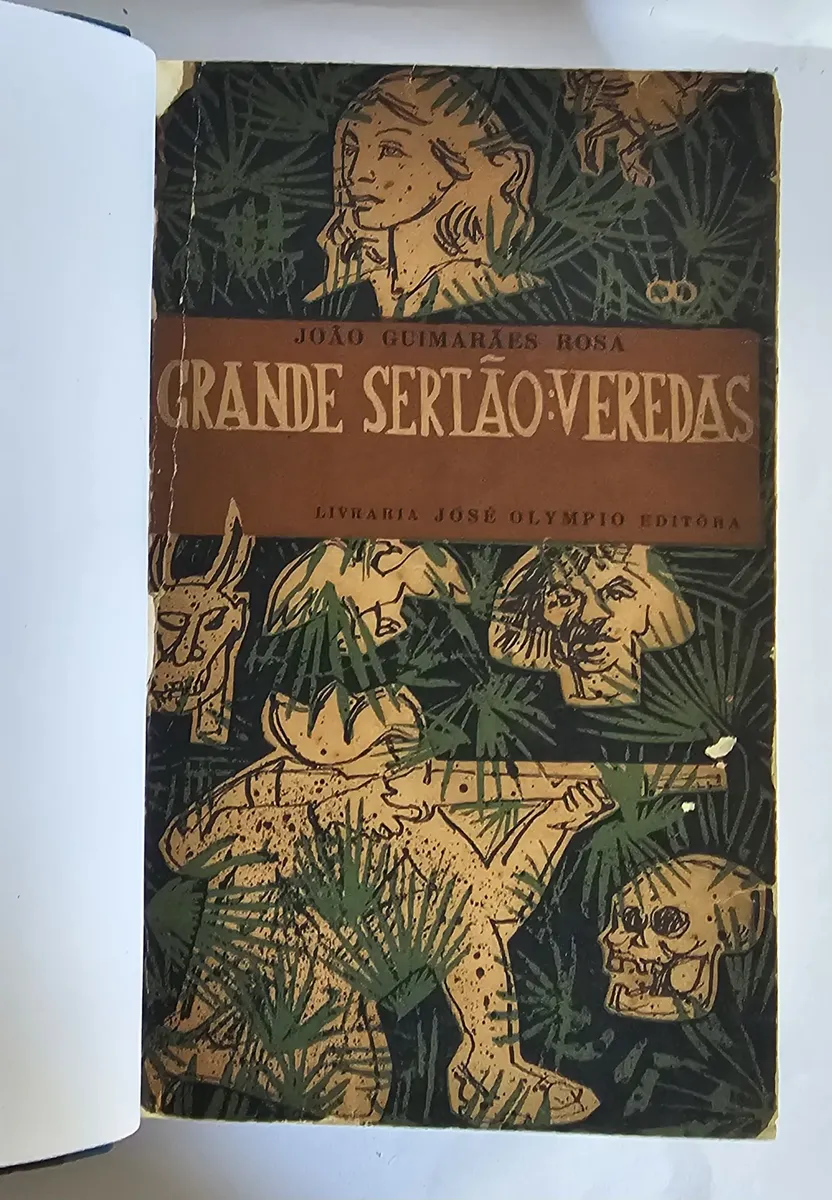 JOÃO GUIMARÃES ROSA
GRANDE SERTÃO: VEREDAS
LIVRARIA JOSÉ OLYMPIO EDITÔRA